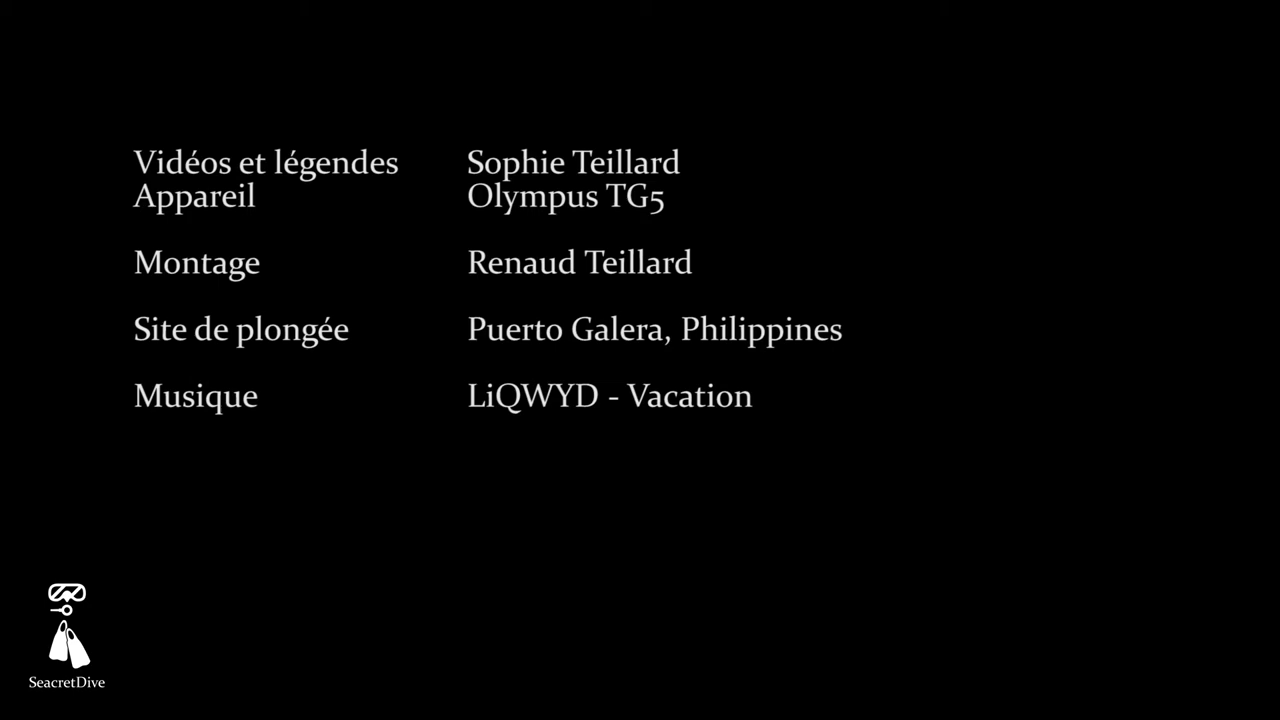 Vidéos et légendes Sophie Teillard
Appareil Olympus TG5
Montage Renaud Teillard
Site de plongée Puerto Galera, Philippines
Musique LiQWYD - Vacation
SeacretDive